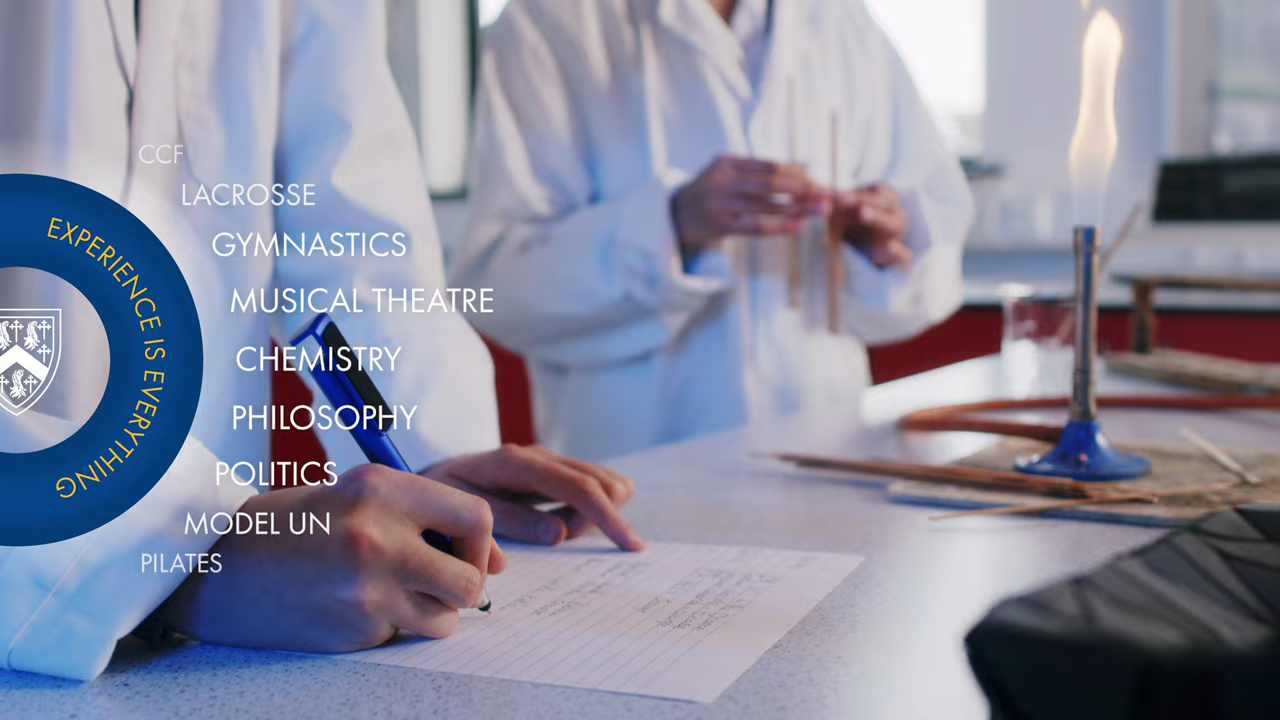 CCF
LACROSSE
GYMNASTICS
MUSICAL THEATRE
CHEMISTRY
PHILOSOPHY
POLITICS
MODEL UN
PILATES
EXPERIENCE IS EVERYTHING